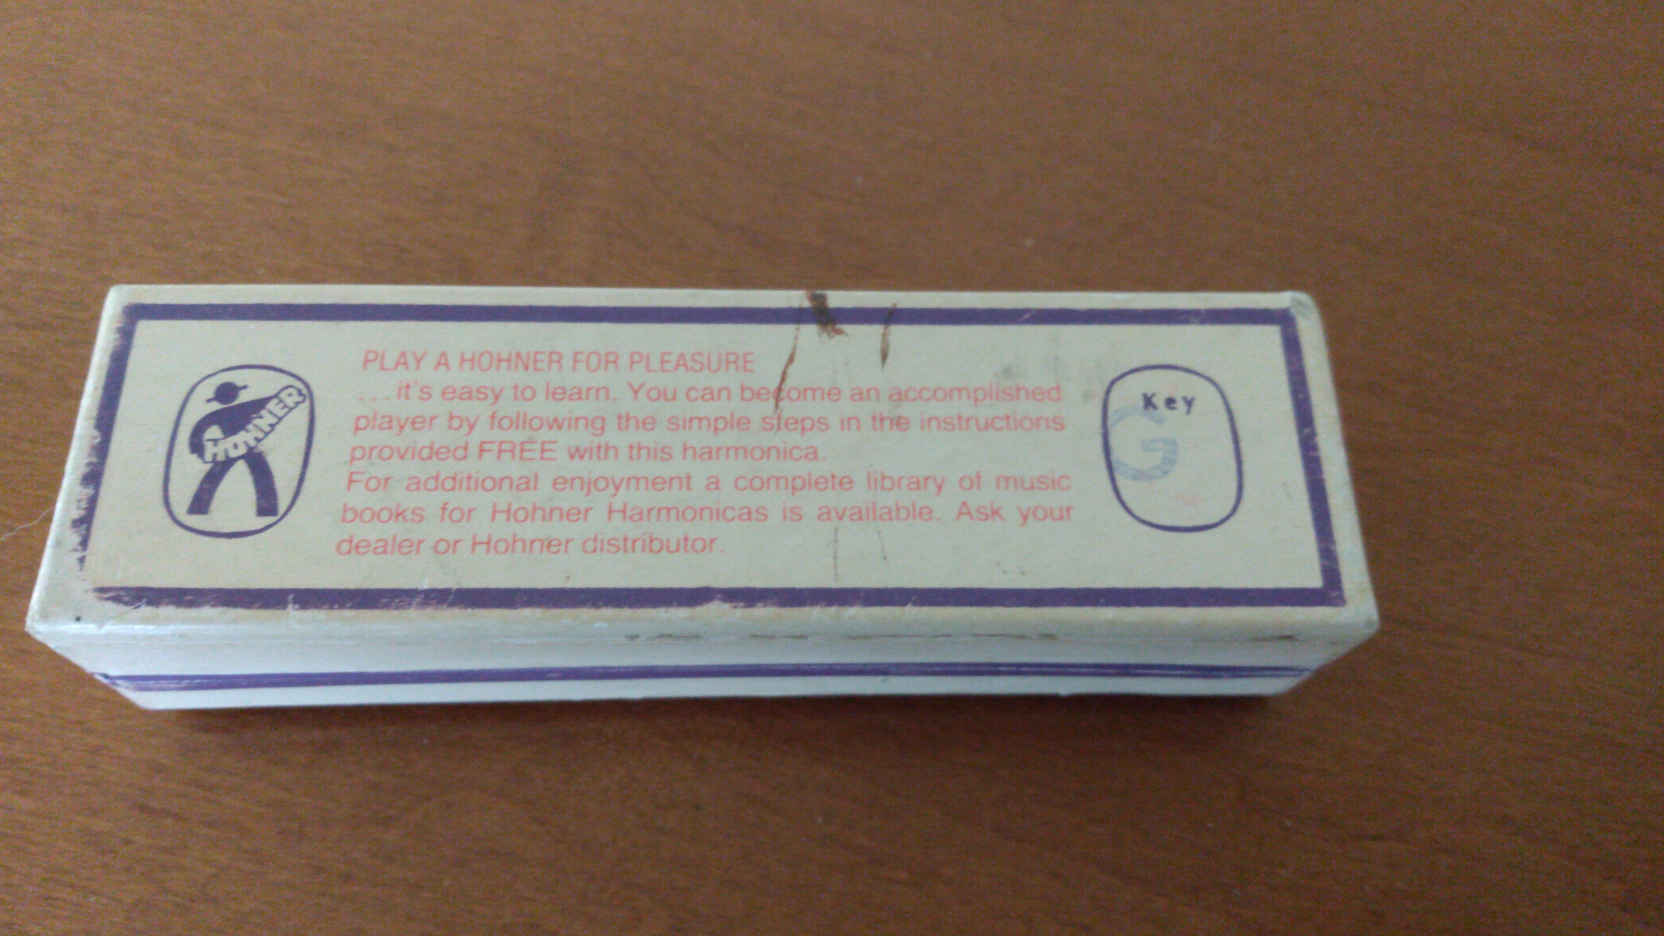 HOHNER
PLAY A HOHNER FOR PLEASURE
... it's easy to learn. You can become an accomplished
player by following the simple steps in the instructions
provided FREE with this harmonica.
For additional enjoyment a complete library of music
books for Hohner Harmonicas is available. Ask your
dealer or Hohner distributor.
Key
G